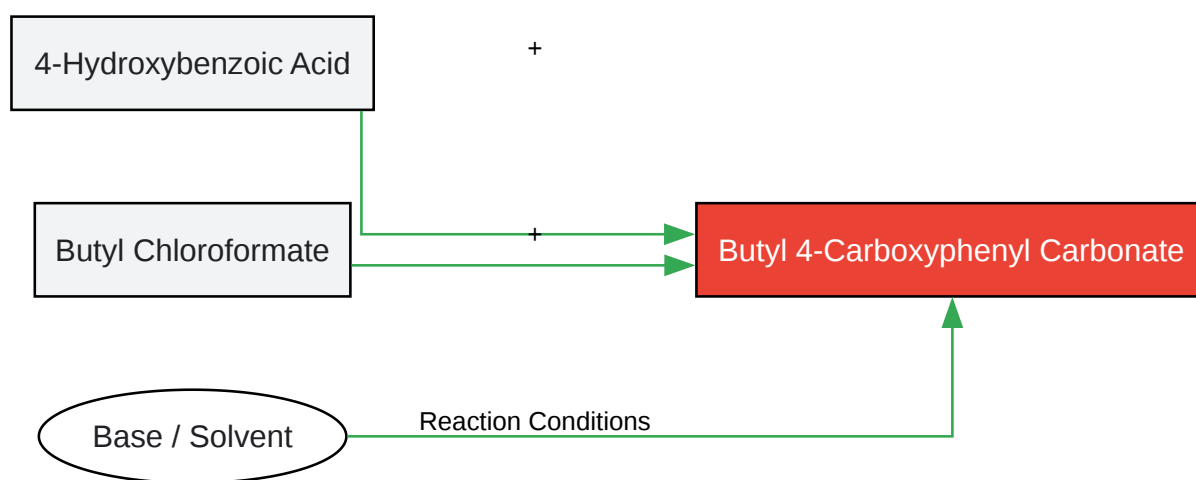 4-Hydroxybenzoic Acid
+
Butyl Chloroformate
+
Butyl 4-Carboxyphenyl Carbonate
Base / Solvent
Reaction Conditions